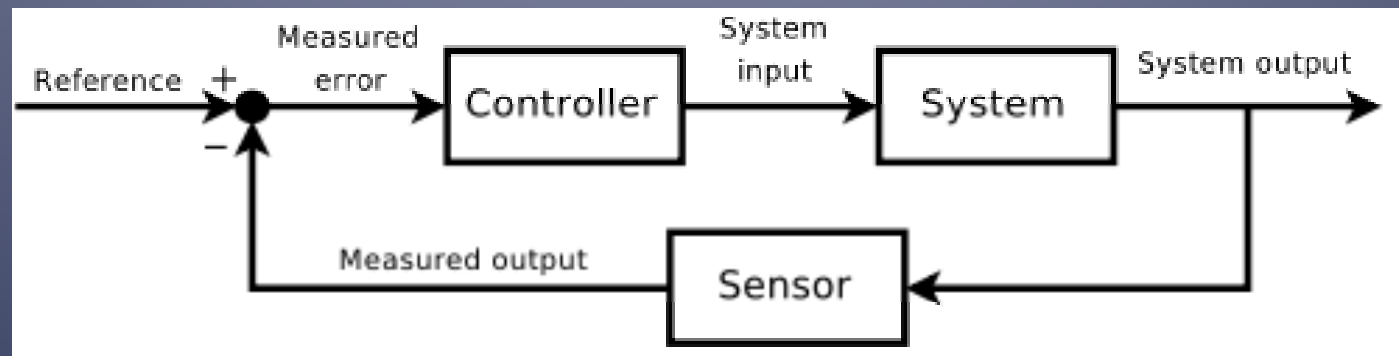 Reference
+
−
Measured
error
Controller
System
input
System
System output
Measured output
Sensor